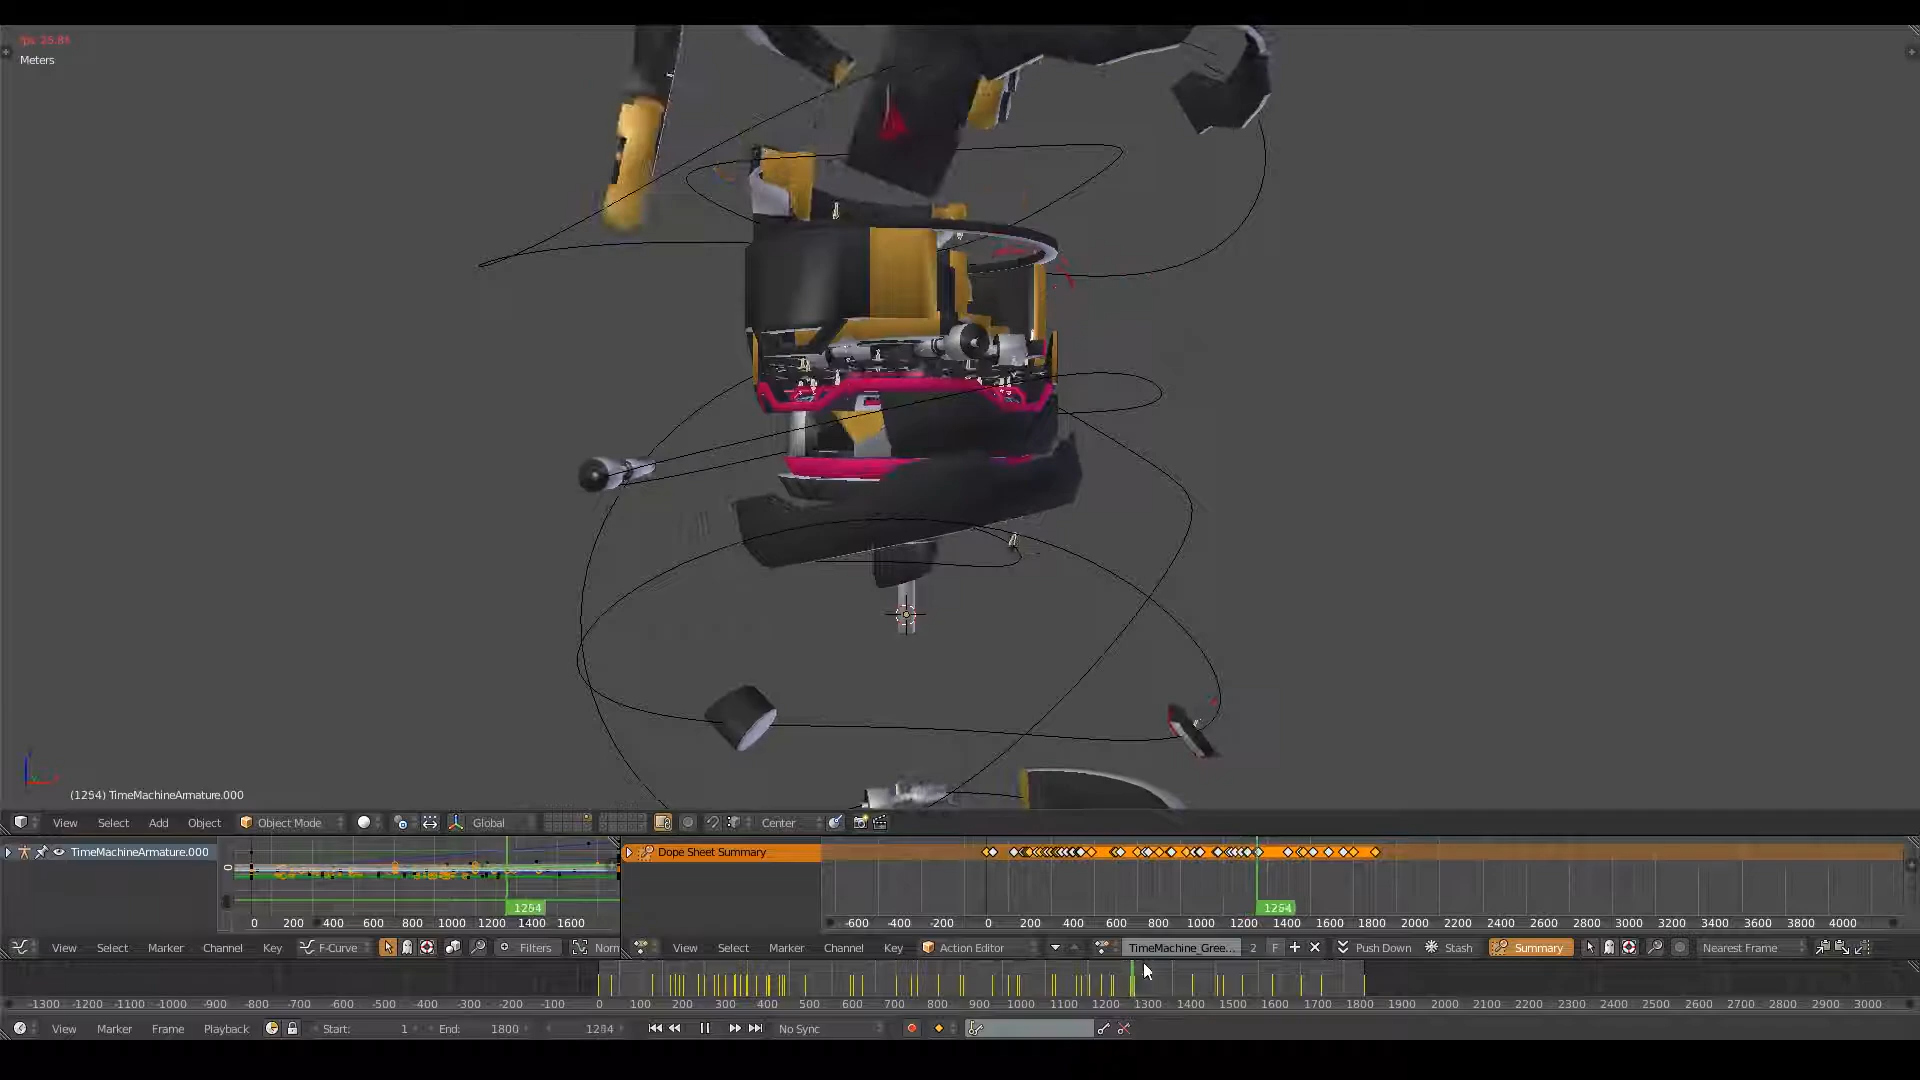 fps: 25.81
Meters
(1254) TimeMachineArmature.000
View Select Add Object Object Mode Global Center
TimeMachineArmature.000
Dope Sheet Summary
0
1254
0 200 400 600 800 1000 1200 1400 1600
1254
-600 -400 -200 0 200 400 600 800 1000 1200 1400 1600 1800 2000 2200 2400 2600 2800 3000 3200 3400 3600 3800 4000
View Select Marker Channel Key F-Curve Filters Norn
View Select Marker Channel Key Action Editor TimeMachine_Gree... 2 F Push Down Stash Summary Nearest Frame
-1300 -1200 -1100 -1000 -900 -800 -700 -600 -500 -400 -300 -200 -100 0 100 200 300 400 500 600 700 800 900 1000 1100 1200 1300 1400 1500 1600 1700 1800 1900 2000 2100 2200 2300 2400 2500 2600 2700 2800 2900 3000
View Marker Frame Playback Start: 1 End: 1800 1254 No Sync